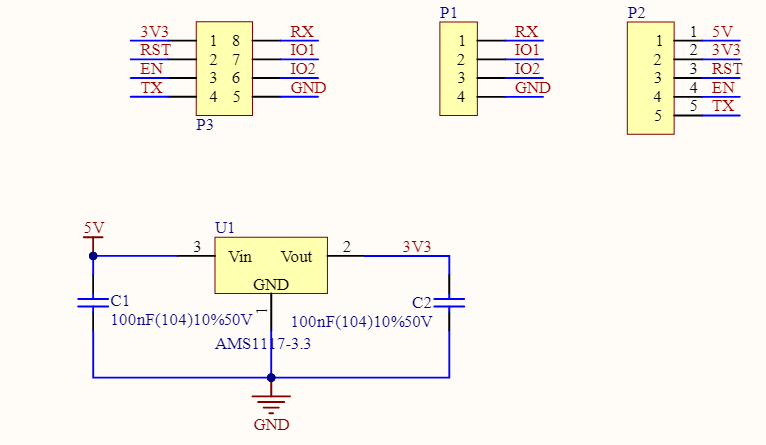 P1
P2
3V3 1 8 RX 1 RX 1 1 5V
RST 2 7 IO1 2 IO1 2 2 3V3
EN 3 6 IO2 3 IO2 3 3 RST
TX 4 5 GND 4 GND 4 4 EN
5 5 TX
P3
5V
U1
3 Vin Vout 2 3V3
GND
C1
1
C2
100nF(104)10%50V
100nF(104)10%50V
AMS1117-3.3
GND